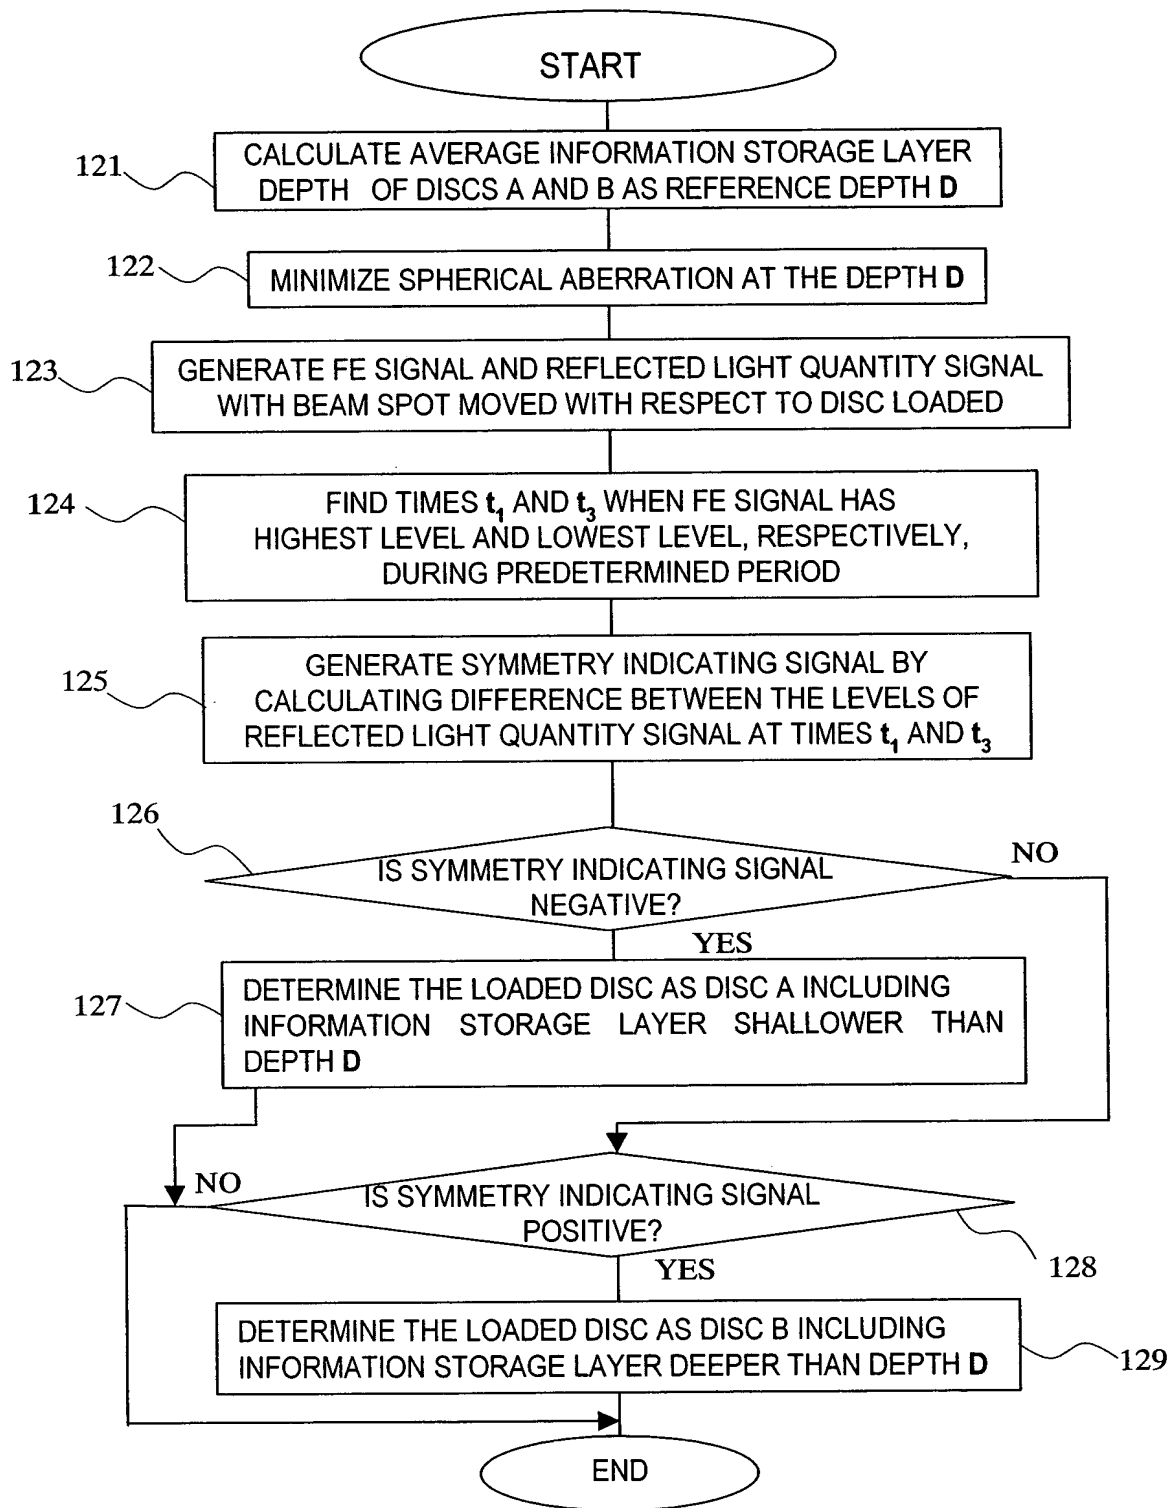 START
121
CALCULATE AVERAGE INFORMATION STORAGE LAYER
DEPTH OF DISCS A AND B AS REFERENCE DEPTH D
122
MINIMIZE SPHERICAL ABERRATION AT THE DEPTH D
123
GENERATE FE SIGNAL AND REFLECTED LIGHT QUANTITY SIGNAL
WITH BEAM SPOT MOVED WITH RESPECT TO DISC LOADED
124
FIND TIMES t1 AND t3 WHEN FE SIGNAL HAS
HIGHEST LEVEL AND LOWEST LEVEL, RESPECTIVELY,
DURING PREDETERMINED PERIOD
125
GENERATE SYMMETRY INDICATING SIGNAL BY
CALCULATING DIFFERENCE BETWEEN THE LEVELS OF
REFLECTED LIGHT QUANTITY SIGNAL AT TIMES t1 AND t3
126
IS SYMMETRY INDICATING SIGNAL
NEGATIVE?
NO
YES
127
DETERMINE THE LOADED DISC AS DISC A INCLUDING
INFORMATION STORAGE LAYER SHALLOWER THAN
DEPTH D
NO
IS SYMMETRY INDICATING SIGNAL
POSITIVE?
128
YES
DETERMINE THE LOADED DISC AS DISC B INCLUDING
INFORMATION STORAGE LAYER DEEPER THAN DEPTH D
129
END